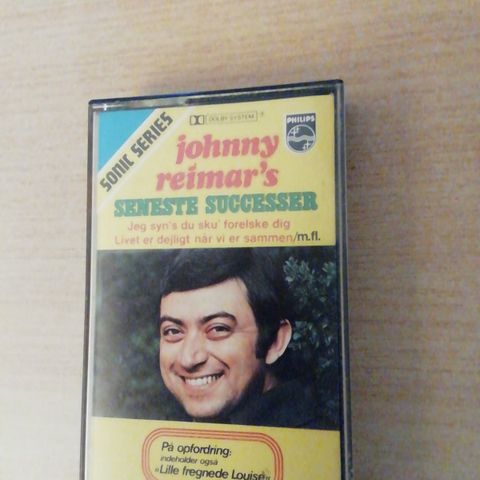 SONIC SERIES
DOLBY SYSTEM
PHILIPS
johnny
reimar's
SENESTE SUCCESSER
Jeg syn's du sku' forelske dig
Livet er dejligt når vi er sammen/m.fl.
På opfordring:
indeholder også
»Lille fregnede Louise«